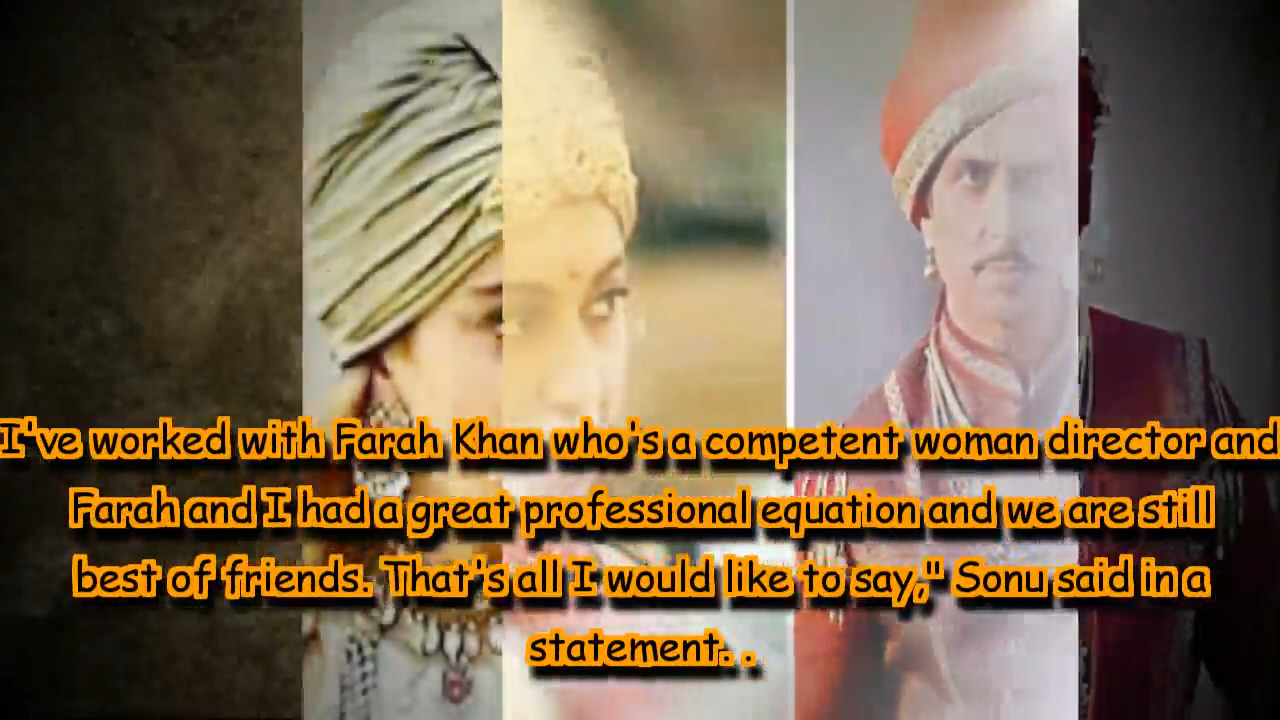 I've worked with Farah Khan who's a competent woman director and
Farah and I had a great professional equation and we are still
best of friends. That's all I would like to say," Sonu said in a
statement. .